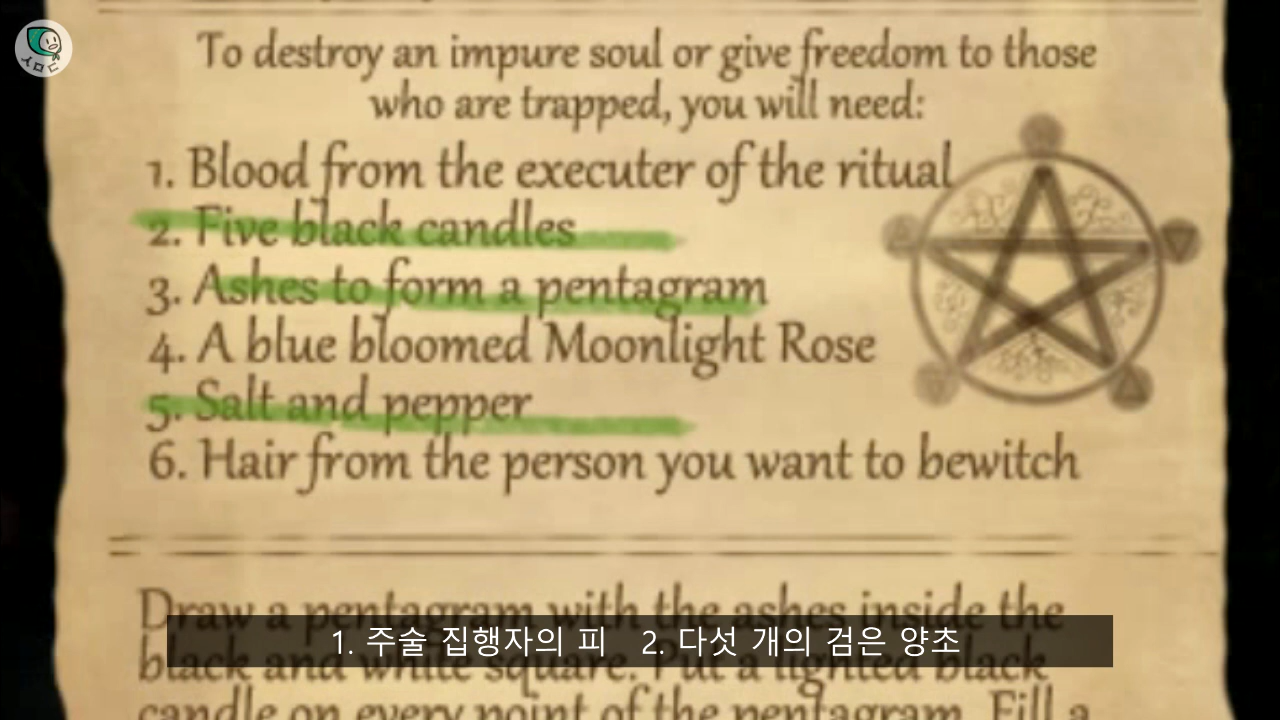 ㅅㅁㄷ
To destroy an impure soul or give freedom to those
who are trapped, you will need:
1. Blood from the executer of the ritual
2. Five black candles
3. Ashes to form a pentagram
4. A blue bloomed Moonlight Rose
5. Salt and pepper
6. Hair from the person you want to bewitch
Draw a pentagram with the ashes inside the
black and white square. Put a lighted black
candle on every point of the pentagram. Fill a
1. 주술 집행자의 피 2. 다섯 개의 검은 양초